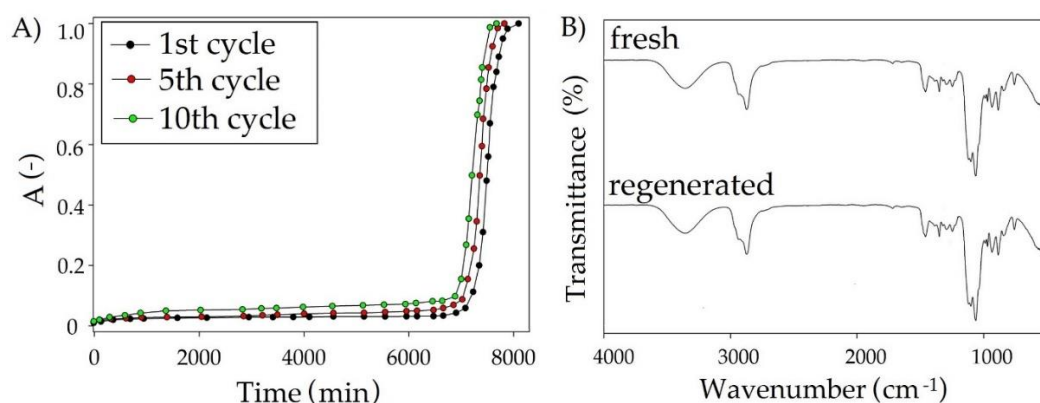 A)
1st cycle
5th cycle
10th cycle
A (-)
1.0
0.8
0.6
0.4
0.2
0
0 2000 4000 6000 8000
Time (min)
B)
fresh
regenerated
Transmittance (%)
4000 3000 2000 1000
Wavenumber (cm⁻¹)